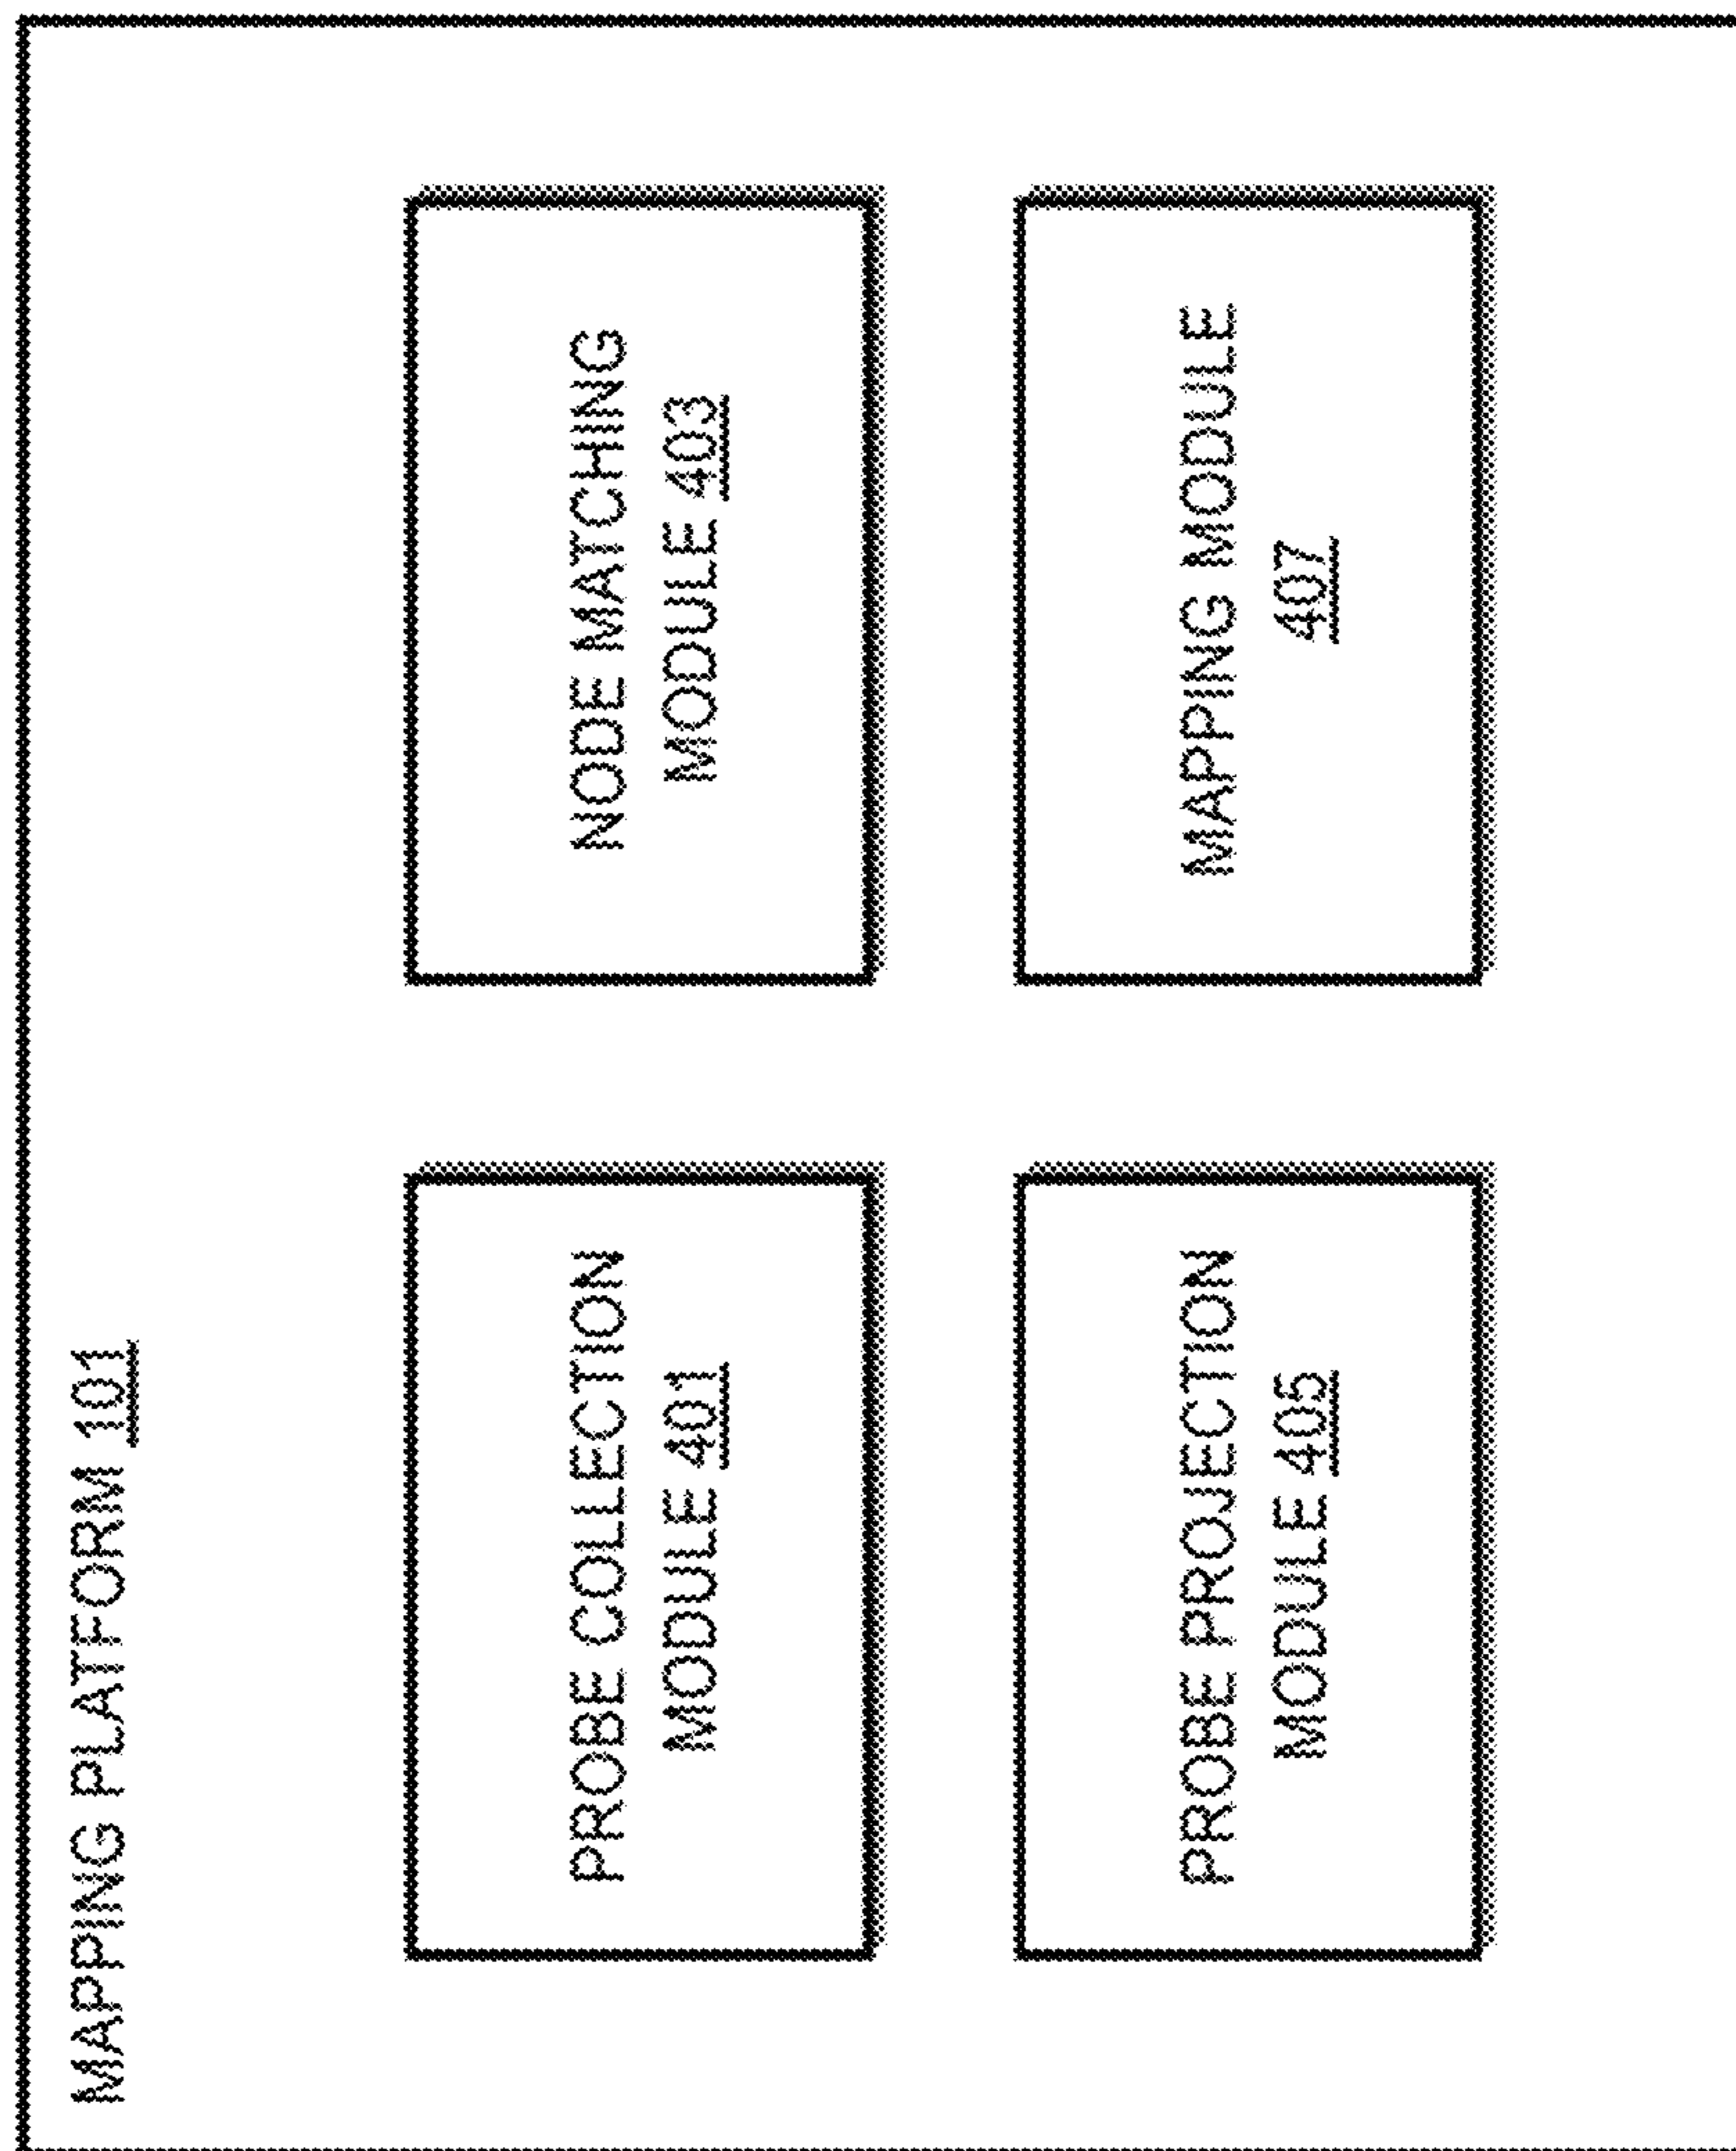 MAPPING PLATFORM 101
PROBE COLLECTION
MODULE 401
NODE MATCHING
MODULE 403
PROBE PROJECTION
MODULE 405
MAPPING MODULE
407